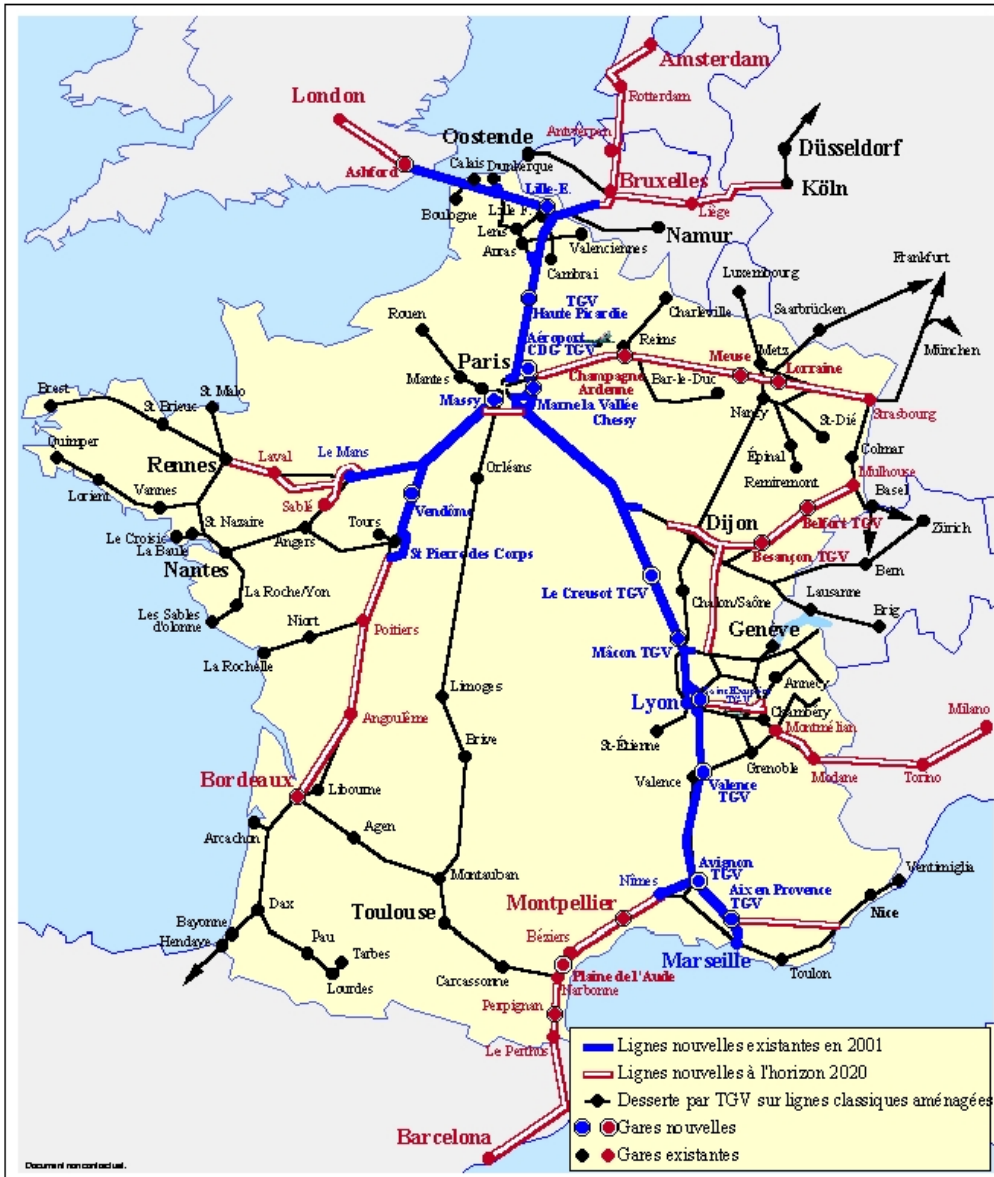 Amsterdam
London
Rotterdam
Oostende
Antwerpen
Düsseldorf
Calais
Dunkerque
Ashford
Bruxelles
Köln
Lille-E.
Boulogne
Lille F.
Liège
Lens
Namur
Arras
Valenciennes
Cambrai
Frankfurt
Luxembourg
TGV
Haute Picardie
Charleville
Saarbrücken
Rouen
Aéroport
CDG TGV
Reims
München
Paris
Meuse
Metz
Lorraine
Mantes
Champagne
Ardenne
Bar-le-Duc
Brest
St Malo
Massy
Marne la Vallée
Chessy
Nancy
Strasbourg
St Brieuc
St-Dié
Quimper
Le Mans
Épinal
Colmar
Rennes
Laval
Orléans
Remiremont
Mulhouse
Lorient
Vannes
Sablé
Vendôme
Basel
St Nazaire
Tours
Dijon
Belfort TGV
Zürich
Le Croisic
La Baule
Angers
St Pierre des Corps
Besançon TGV
Nantes
Bern
La Roche/Yon
Le Creusot TGV
Chalon/Saône
Lausanne
Les Sables
d'olonne
Niort
Poitiers
Genève
Brig
La Rochelle
Mâcon TGV
Limoges
Lyon
TGV
Annecy
Angoulême
Chambéry
Milano
St-Étienne
Montmélian
Brive
Grenoble
Bordeaux
Modane
Torino
Libourne
Valence
Valence
TGV
Arcachon
Agen
Avignon
TGV
Ventimiglia
Montauban
Nîmes
Aix en Provence
TGV
Toulouse
Montpellier
Nice
Dax
Bayonne
Béziers
Hendaye
Pau
Marseille
Tarbes
Plaine de l'Aude
Toulon
Carcassonne
Narbonne
Lourdes
Perpignan
Le Perthus
Lignes nouvelles existantes en 2001
Lignes nouvelles à l'horizon 2020
Desserte par TGV sur lignes classiques aménagées
Gares nouvelles
Barcelona
Gares existantes
Document non contractuel.